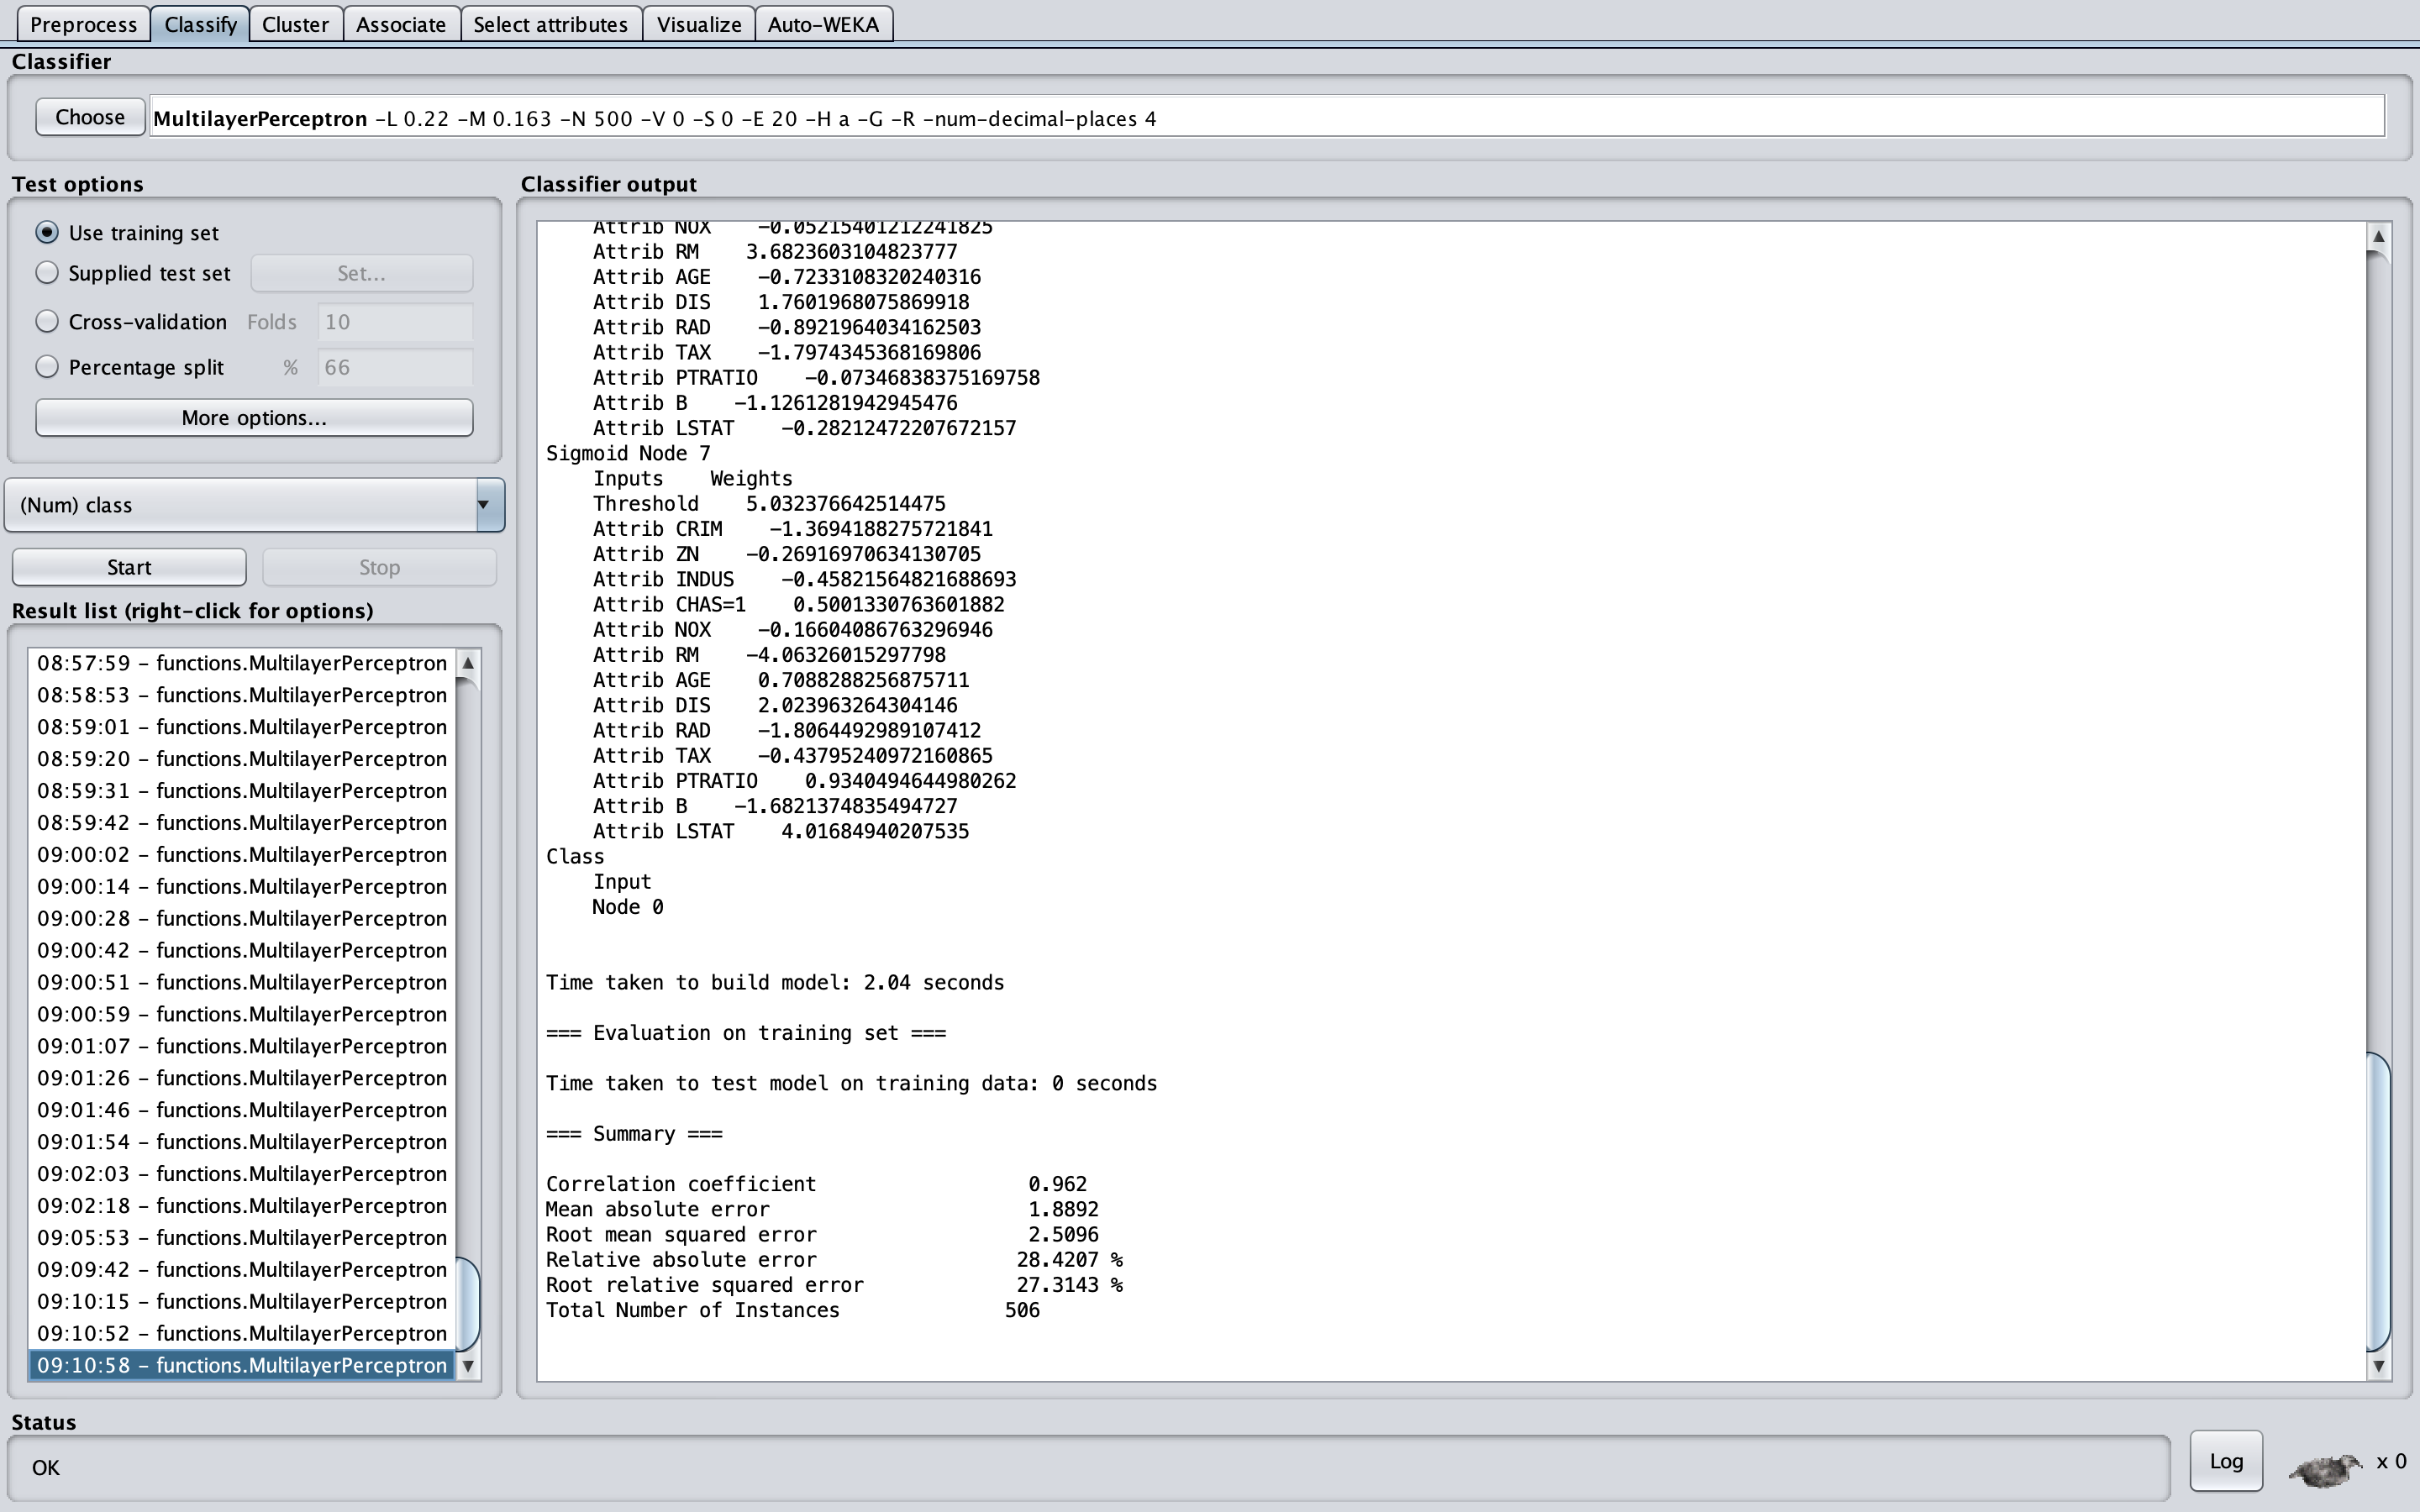 Preprocess Classify Cluster Associate Select attributes Visualize Auto-WEKA
Classifier
Choose MultilayerPerceptron -L 0.22 -M 0.163 -N 500 -V 0 -S 0 -E 20 -H a -G -R -num-decimal-places 4
Test options
Use training set
Supplied test set Set...
Cross-validation Folds 10
Percentage split % 66
More options...
(Num) class
Start Stop
Result list (right-click for options)
08:57:59 - functions.MultilayerPerceptron
08:58:53 - functions.MultilayerPerceptron
08:59:01 - functions.MultilayerPerceptron
08:59:20 - functions.MultilayerPerceptron
08:59:31 - functions.MultilayerPerceptron
08:59:42 - functions.MultilayerPerceptron
09:00:02 - functions.MultilayerPerceptron
09:00:14 - functions.MultilayerPerceptron
09:00:28 - functions.MultilayerPerceptron
09:00:42 - functions.MultilayerPerceptron
09:00:51 - functions.MultilayerPerceptron
09:00:59 - functions.MultilayerPerceptron
09:01:07 - functions.MultilayerPerceptron
09:01:26 - functions.MultilayerPerceptron
09:01:46 - functions.MultilayerPerceptron
09:01:54 - functions.MultilayerPerceptron
09:02:03 - functions.MultilayerPerceptron
09:02:18 - functions.MultilayerPerceptron
09:05:53 - functions.MultilayerPerceptron
09:09:42 - functions.MultilayerPerceptron
09:10:15 - functions.MultilayerPerceptron
09:10:52 - functions.MultilayerPerceptron
09:10:58 - functions.MultilayerPerceptron
Classifier output
Attrib NOX -0.05215401212241825
Attrib RM 3.6823603104823777
Attrib AGE -0.7233108320240316
Attrib DIS 1.7601968075869918
Attrib RAD -0.8921964034162503
Attrib TAX -1.7974345368169806
Attrib PTRATIO -0.07346838375169758
Attrib B -1.1261281942945476
Attrib LSTAT -0.28212472207672157
Sigmoid Node 7
Inputs Weights
Threshold 5.032376642514475
Attrib CRIM -1.3694188275721841
Attrib ZN -0.26916970634130705
Attrib INDUS -0.45821564821688693
Attrib CHAS=1 0.5001330763601882
Attrib NOX -0.16604086763296946
Attrib RM -4.06326015297798
Attrib AGE 0.7088288256875711
Attrib DIS 2.023963264304146
Attrib RAD -1.8064492989107412
Attrib TAX -0.43795240972160865
Attrib PTRATIO 0.9340494644980262
Attrib B -1.6821374835494727
Attrib LSTAT 4.01684940207535
Class
Input
Node 0
Time taken to build model: 2.04 seconds
=== Evaluation on training set ===
Time taken to test model on training data: 0 seconds
=== Summary ===
Correlation coefficient 0.962
Mean absolute error 1.8892
Root mean squared error 2.5096
Relative absolute error 28.4207 %
Root relative squared error 27.3143 %
Total Number of Instances 506
Status
OK
Log x 0